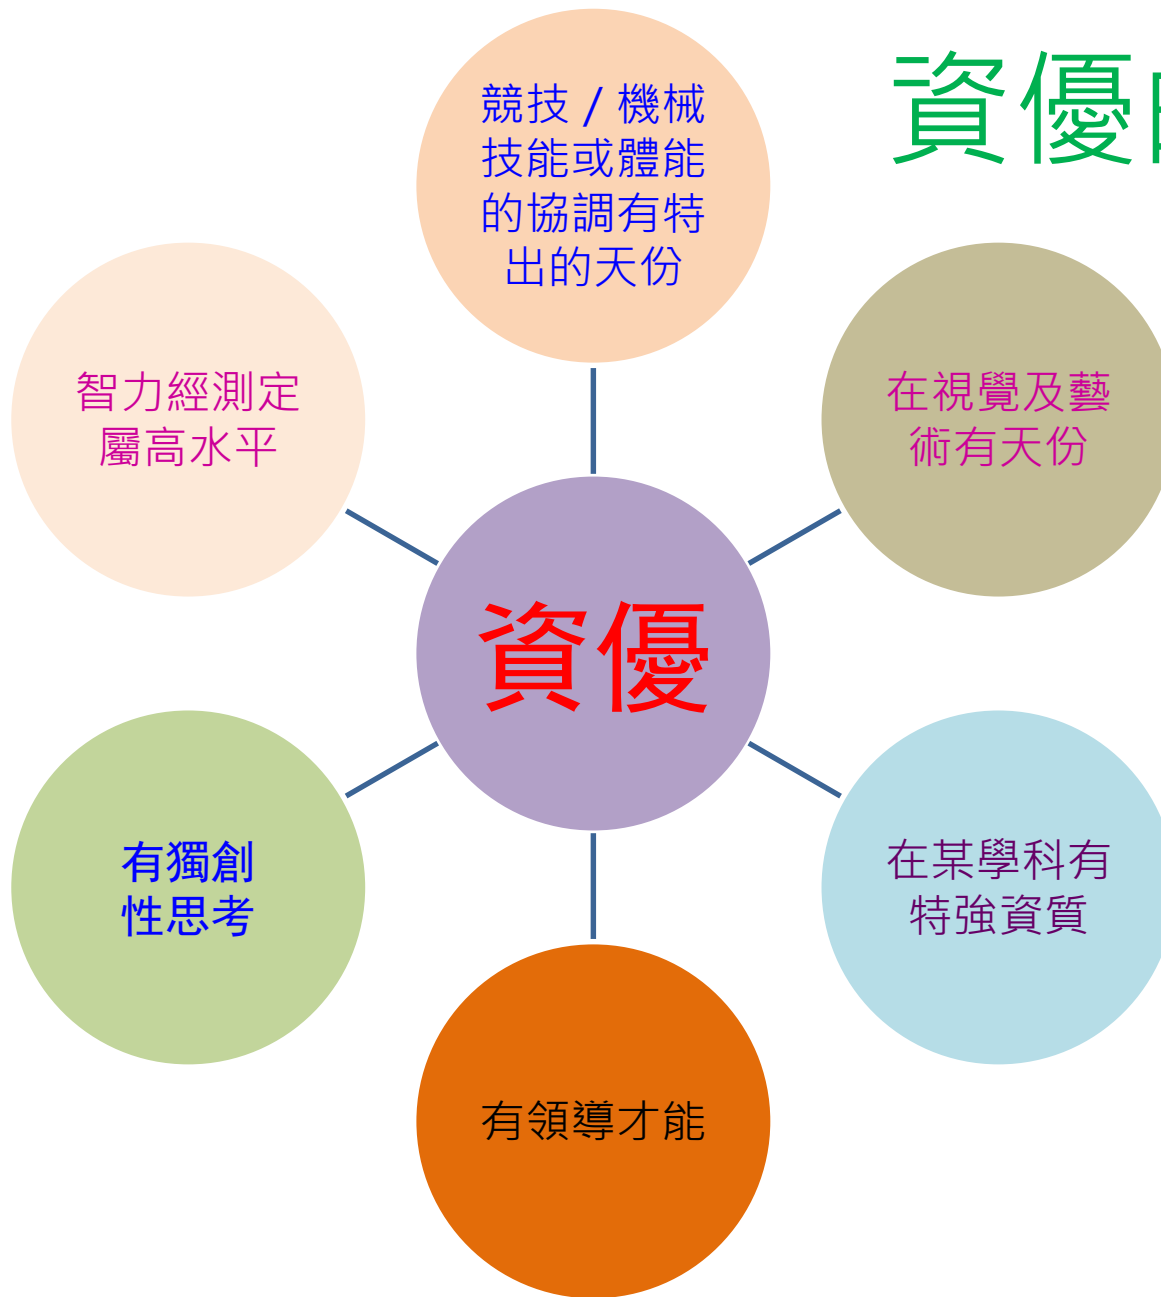 資優
競技 / 機械
技能或體能
的協調有特
出的天份
智力經測定
屬高水平
在視覺及藝
術有天份
資優
有獨創
性思考
在某學科有
特強資質
有領導才能